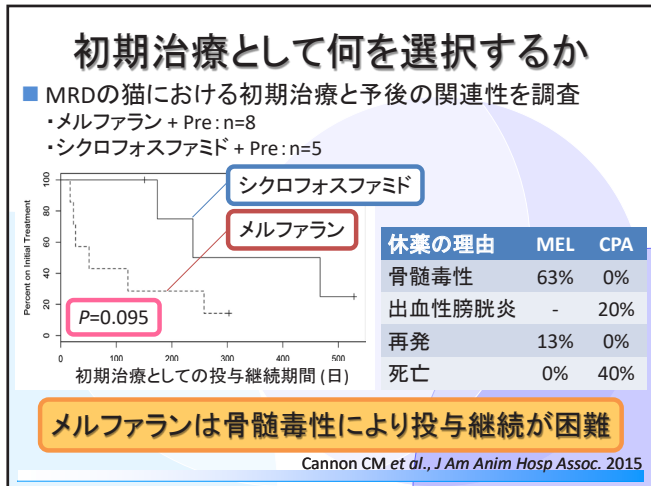 初期治療として何を選択するか
■ MRDの猫における初期治療と予後の関連性を調査
・メルファラン + Pre: n=8
・シクロフォスファミド + Pre: n=5
シクロフォスファミド
メルファラン
P=0.095
Percent on Initial Treatment
100
80
60
40
20
0
0 100 200 300 400 500
初期治療としての投与継続期間 (日)
休薬の理由 MEL CPA
骨髄毒性 63% 0%
出血性膀胱炎 - 20%
再発 13% 0%
死亡 0% 40%
メルファランは骨髄毒性により投与継続が困難
Cannon CM et al., J Am Anim Hosp Assoc. 2015